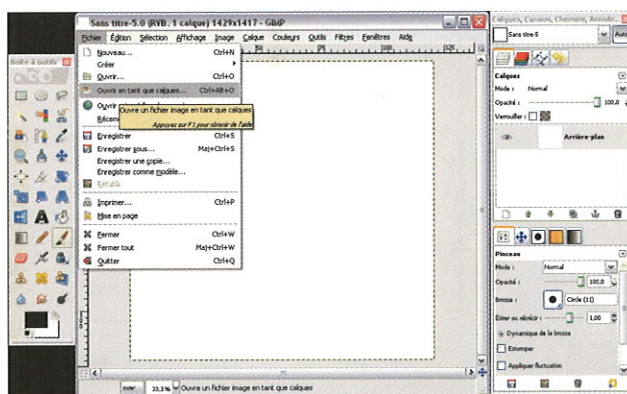 Sans titre-5.0 (RVB, 1 calque) 1429x1417 - GIMP
Fichier Édition Sélection Affichage Image Calque Couleurs Outils Filtres Fenêtres Aide
Nouveau... Ctrl+N
Créer
Ouvrir... Ctrl+O
Ouvrir en tant que calques... Ctrl+Alt+O
Ouvre un fichier image en tant que calques
Appuyez sur F1 pour obtenir de l'aide
Enregistrer Ctrl+S
Enregistrer sous... Maj+Ctrl+S
Enregistrer une copie...
Enregistrer comme modèle...
Rétablir
Imprimer... Ctrl+P
Mise en page
Fermer Ctrl+W
Fermer tout Maj+Ctrl+W
Quitter Ctrl+Q
33,3% Ouvre un fichier image en tant que calques
Boîte à outils
Calques, Canaux, Chemins, Annule...
Sans titre-5 Auto
Calques
Mode : Normal
Opacité : 100,0
Verrouiller :
Arrière-plan
Pinceau
Mode : Normal
Opacité : 100,0
Brosse : Circle (11)
Étirer ou rétrécir : 1,00
Dynamique de la brosse
Estomper
Appliquer fluctuation